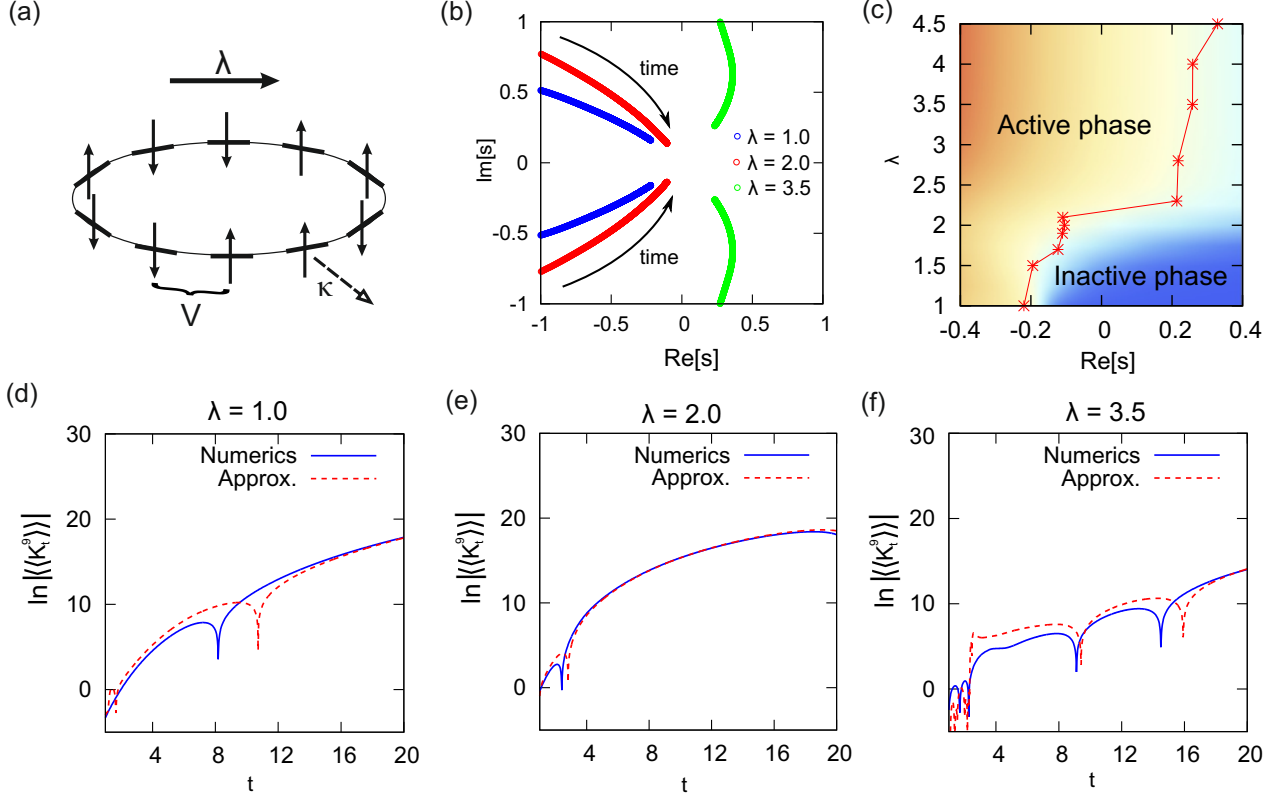 (a)
λ
V
κ
(b)
1
0.5
0
-0.5
-1
Im[s]
time
time
λ = 1.0
λ = 2.0
λ = 3.5
-1
-0.5
0
0.5
1
Re[s]
(c)
4.5
4
3.5
3
2.5
2
1.5
1
λ
Active phase
Inactive phase
-0.4
-0.2
0
0.2
0.4
Re[s]
(d)
λ = 1.0
30
20
10
0
ln|⟨⟨K_t^9⟩⟩|
Numerics
Approx.
4
8
12
16
20
t
(e)
λ = 2.0
30
20
10
0
ln|⟨⟨K_t^9⟩⟩|
Numerics
Approx.
4
8
12
16
20
t
(f)
λ = 3.5
30
20
10
0
ln|⟨⟨K_t^9⟩⟩|
Numerics
Approx.
4
8
12
16
20
t